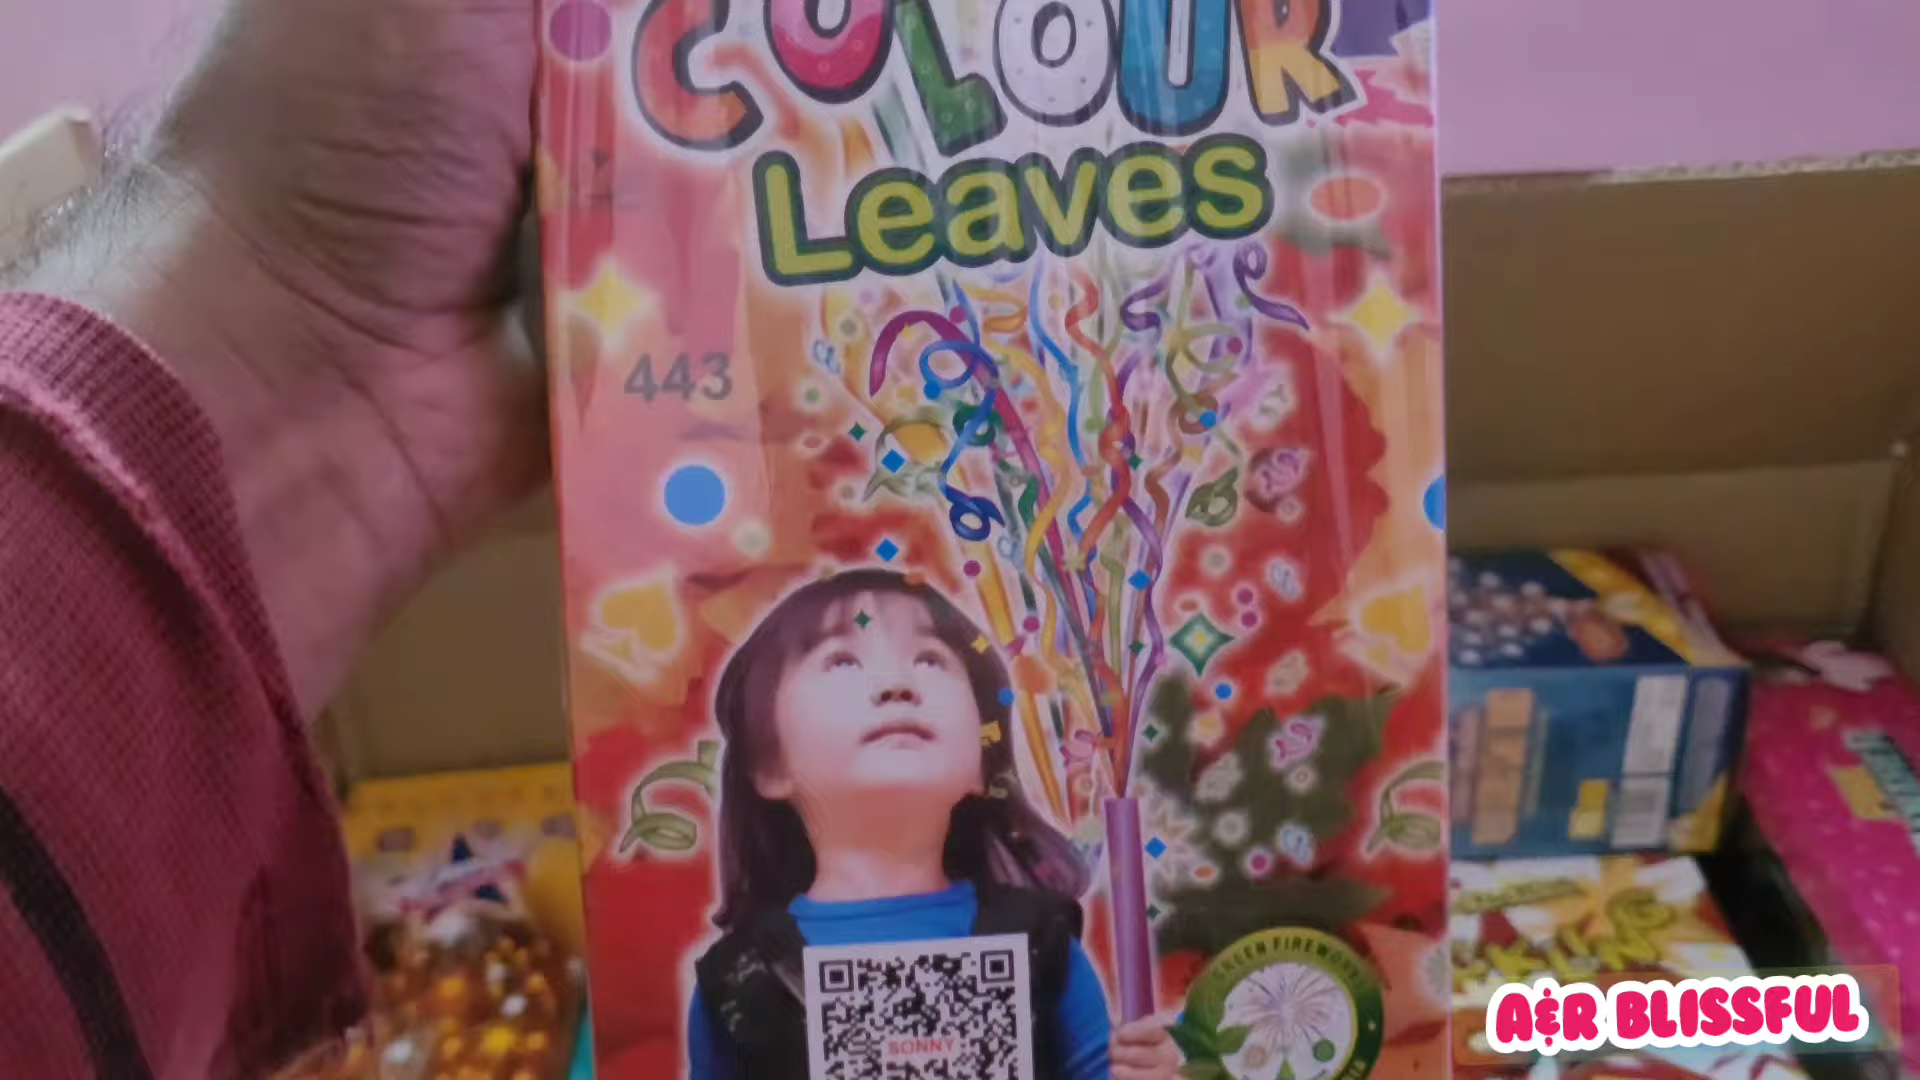 COLOUR
Leaves
443
SONNY
GREEN FIREWORKS
A&R BLISSFUL